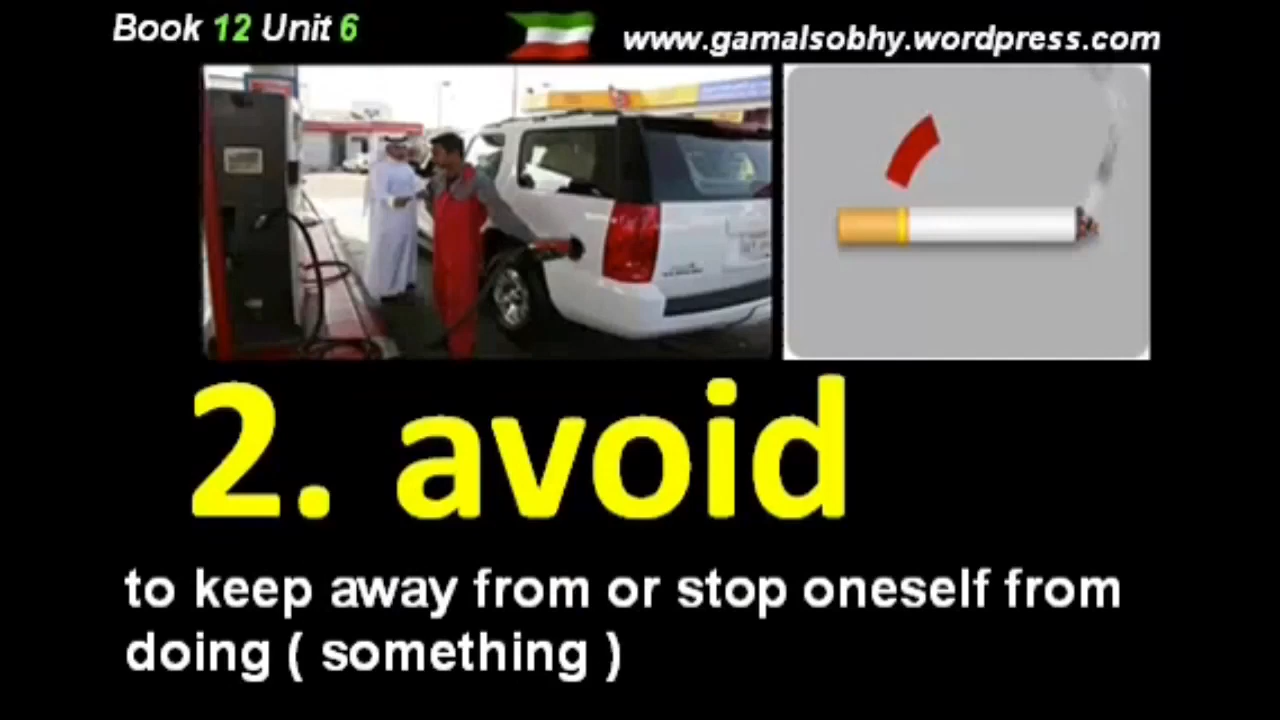 Book 12 Unit 6
www.gamalsobhy.wordpress.com
2. avoid
to keep away from or stop oneself from
doing ( something )